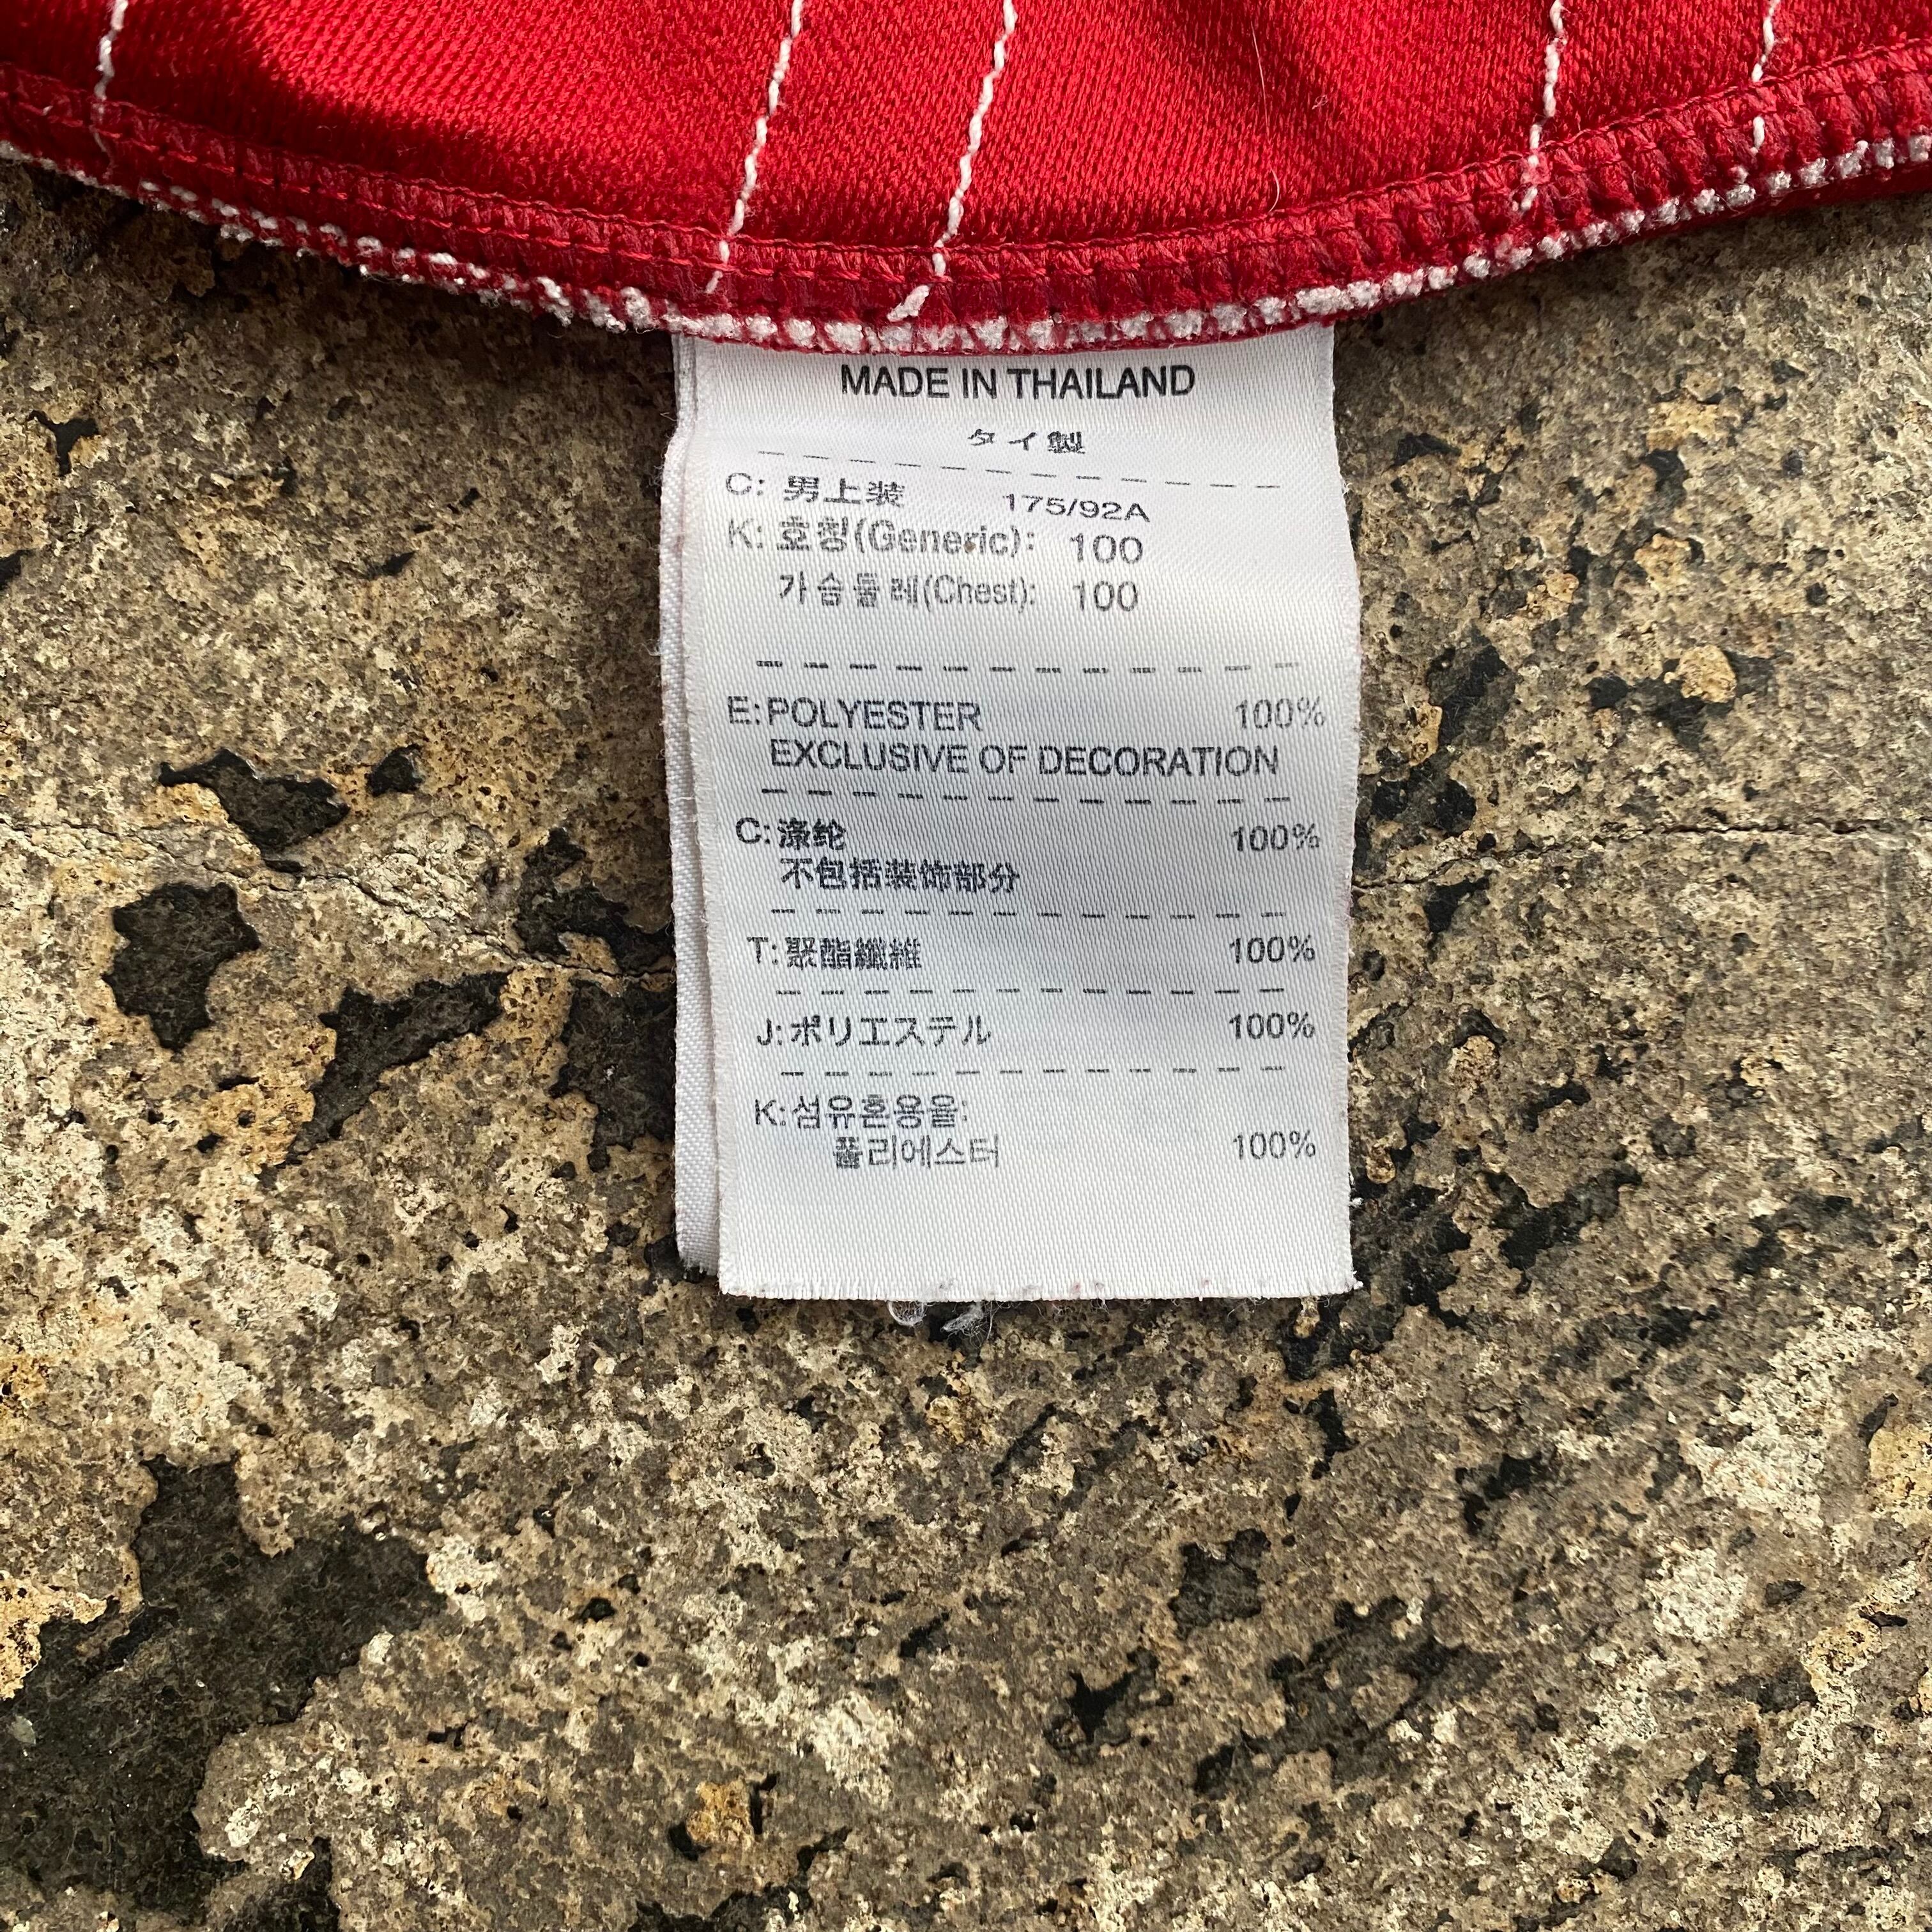 MADE IN THAILAND
タイ製
C: 男上装 175/92A
K: 호칭(Generic): 100
가슴둘레(Chest): 100
E: POLYESTER 100%
EXCLUSIVE OF DECORATION
C: 涤纶 100%
不包括装饰部分
T: 聚酯纖維 100%
J: ポリエステル 100%
K: 섬유혼용율:
폴리에스터 100%